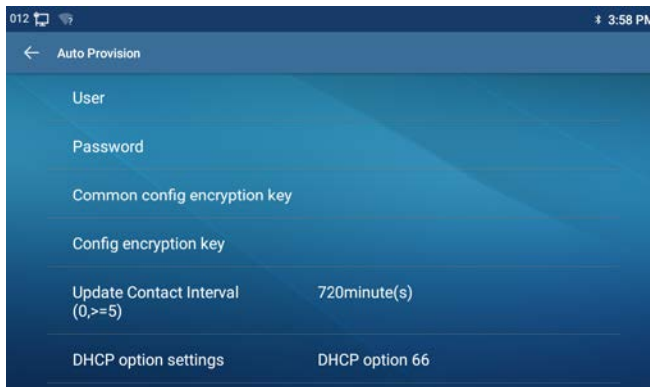 012 3:58 PM
Auto Provision
User
Password
Common config encryption key
Config encryption key
Update Contact Interval 720minute(s)
(0,>=5)
DHCP option settings DHCP option 66